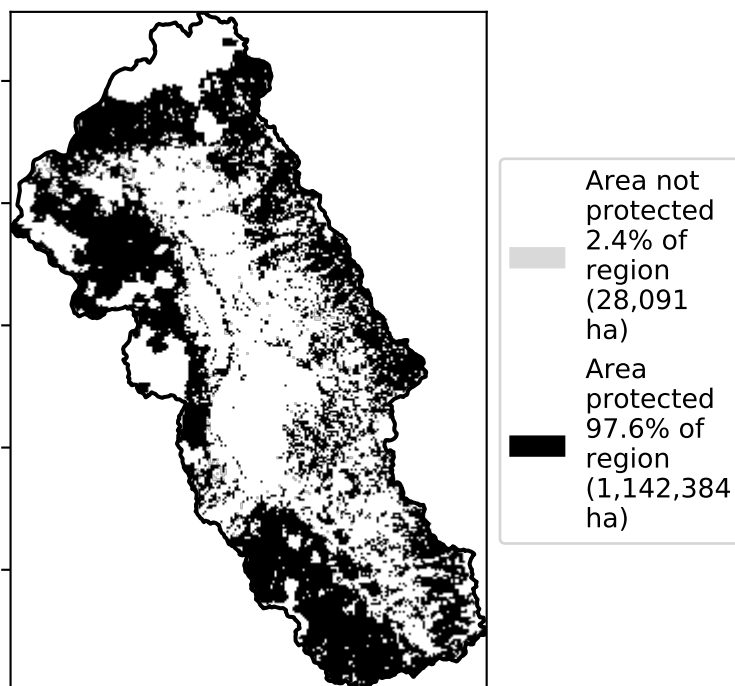 Area not
protected
2.4% of
region
(28,091
ha)
Area
protected
97.6% of
region
(1,142,384
ha)